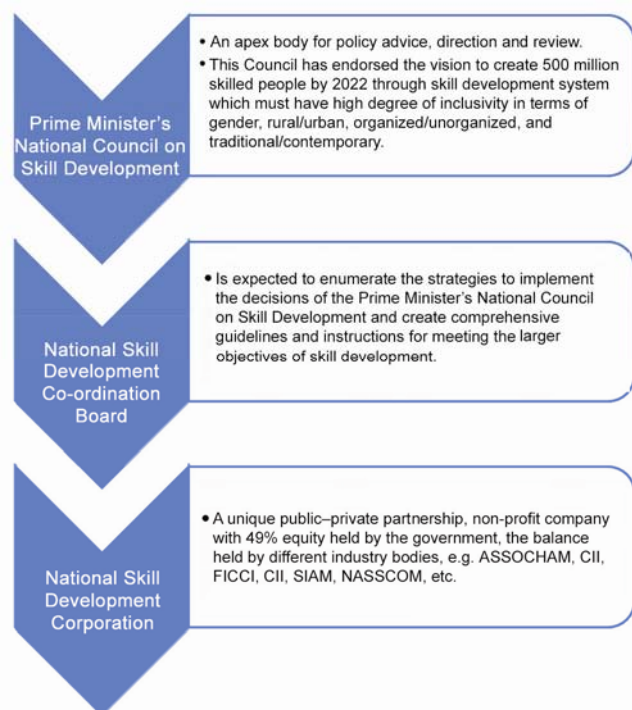 Prime Minister's
National Council on
Skill Development
• An apex body for policy advice, direction and review.
• This Council has endorsed the vision to create 500 million
skilled people by 2022 through skill development system
which must have high degree of inclusivity in terms of
gender, rural/urban, organized/unorganized, and
traditional/contemporary.
National Skill
Development
Co-ordination
Board
• Is expected to enumerate the strategies to implement
the decisions of the Prime Minister's National Council
on Skill Development and create comprehensive
guidelines and instructions for meeting the larger
objectives of skill development.
National Skill
Development
Corporation
• A unique public–private partnership, non-profit company
with 49% equity held by the government, the balance
held by different industry bodies, e.g. ASSOCHAM, CII,
FICCI, CII, SIAM, NASSCOM, etc.